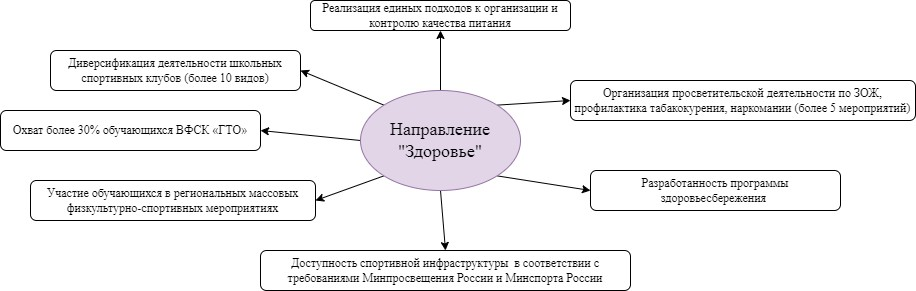 Реализация единых подходов к организации и
контролю качества питания
Диверсификация деятельности школьных
спортивных клубов (более 10 видов)
Организация просветительской деятельности по ЗОЖ,
профилактика табакокурения, наркомании (более 5 мероприятий)
Охват более 30% обучающихся ВФСК «ГТО»
Направление
"Здоровье"
Участие обучающихся в региональных массовых
физкультурно-спортивных мероприятиях
Разработанность программы
здоровьесбережения
Доступность спортивной инфраструктуры в соответствии с
требованиями Минпросвещения России и Минспорта России